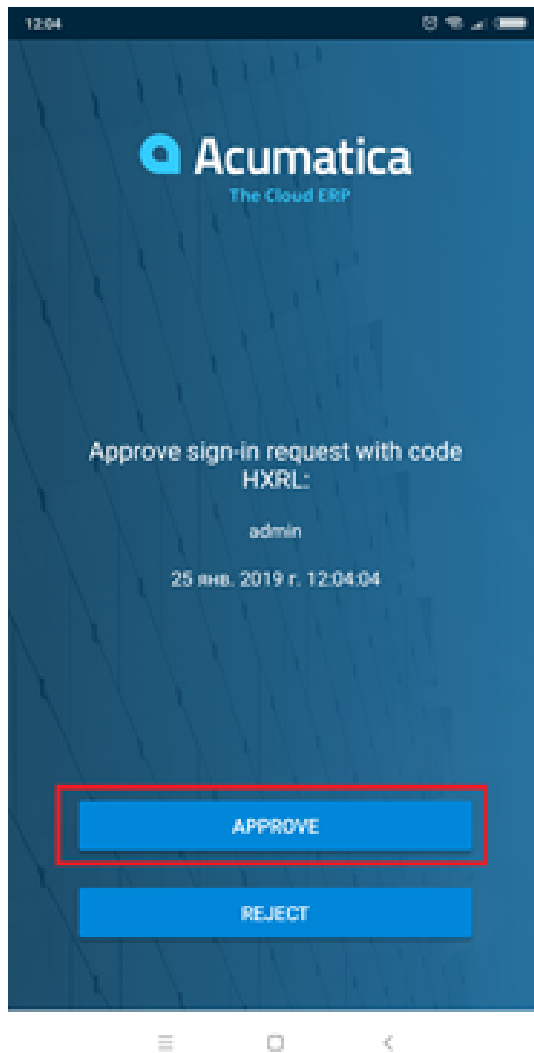 12:04
Acumatica
The Cloud ERP
Approve sign-in request with code
HXRL:
admin
25 янв. 2019 г. 12:04:04
APPROVE
REJECT